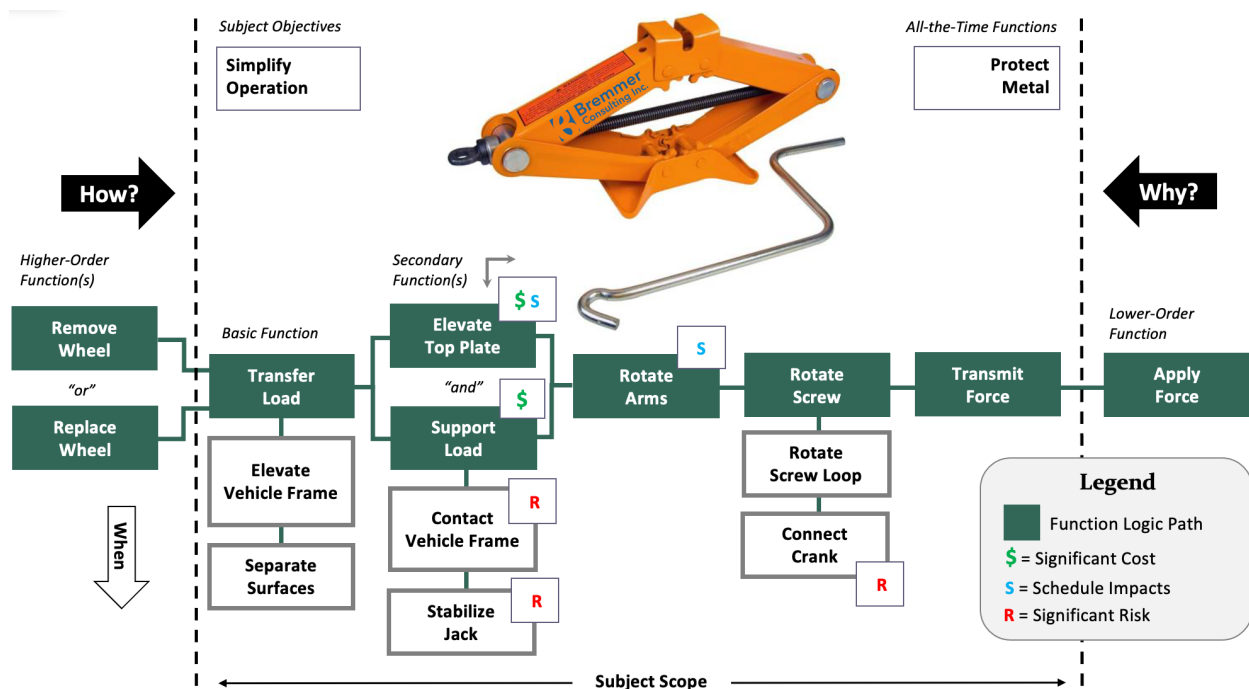 Subject Objectives
Simplify
Operation
All-the-Time Functions
Protect
Metal
Bremmer
Consulting Inc.
How?
Why?
Higher-Order
Function(s)
Secondary
Function(s)
$ S
Remove
Wheel
Basic Function
Elevate
Top Plate
Lower-Order
Function
"or"
Transfer
Load
"and"
S
Rotate
Arms
Rotate
Screw
Transmit
Force
Apply
Force
$
Replace
Wheel
Support
Load
Elevate
Vehicle Frame
Rotate
Screw Loop
R
Contact
Vehicle Frame
Connect
Crank
R
When
Separate
Surfaces
R
Stabilize
Jack
Legend
Function Logic Path
$ = Significant Cost
S = Schedule Impacts
R = Significant Risk
Subject Scope